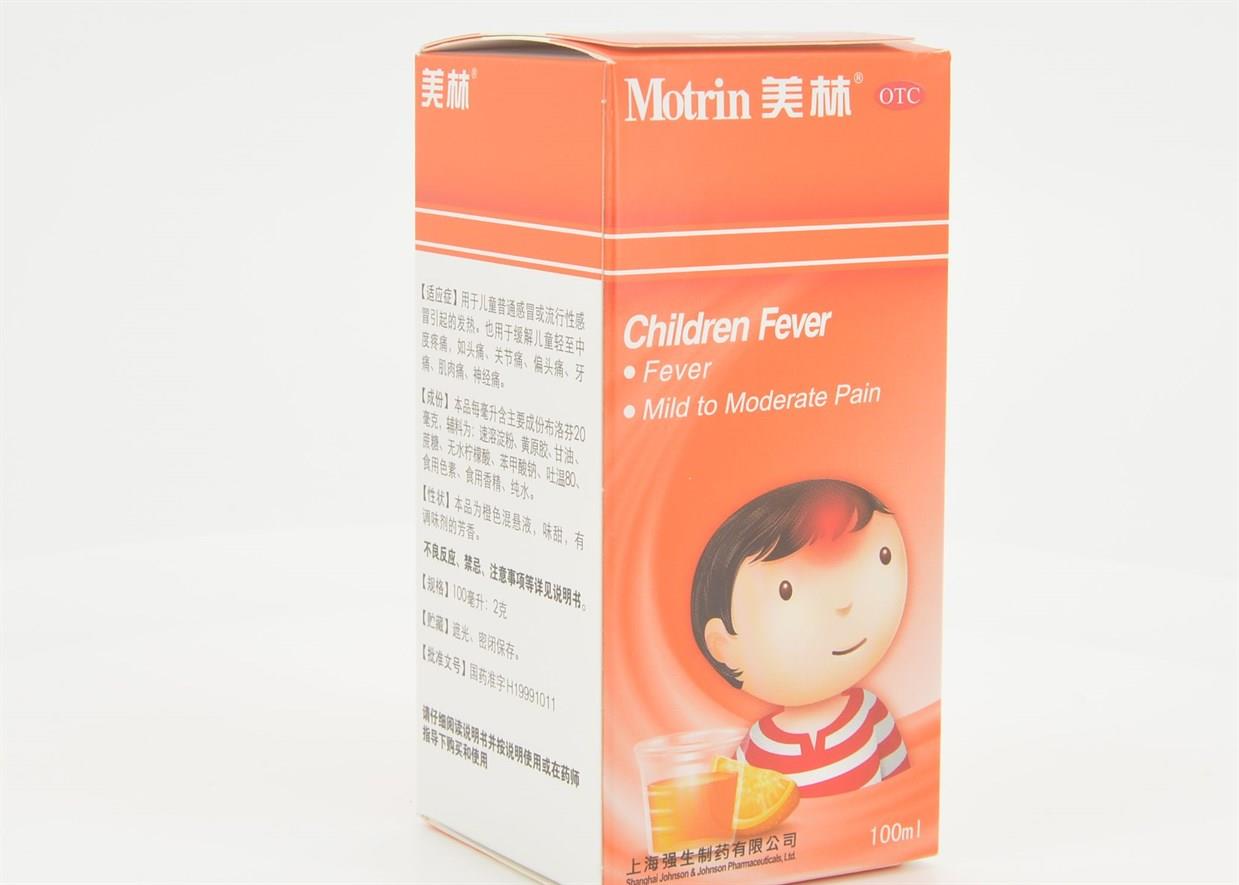 美林®
【适应症】用于儿童普通感冒或流行性感
冒引起的发热。也用于缓解儿童轻至中
度疼痛，如头痛、关节痛、偏头痛、牙
痛、肌肉痛、神经痛。
【成份】本品每毫升含主要成份布洛芬20
毫克，辅料为：速溶淀粉、黄原胶、甘油、
蔗糖、无水柠檬酸、苯甲酸钠、吐温80、
食用色素、食用香精、纯水。
【性状】本品为橙色混悬液，味甜，有
调味剂的芳香。
不良反应、禁忌、注意事项等详见说明书。
【规格】100毫升：2克
【贮藏】遮光、密闭保存。
【批准文号】国药准字H19991011
请仔细阅读说明书并按说明使用或在药师
指导下购买和使用
Motrin 美林® OTC
Children Fever
• Fever
• Mild to Moderate Pain
100ml
上海强生制药有限公司
Shanghai Johnson & Johnson Pharmaceuticals, Ltd.